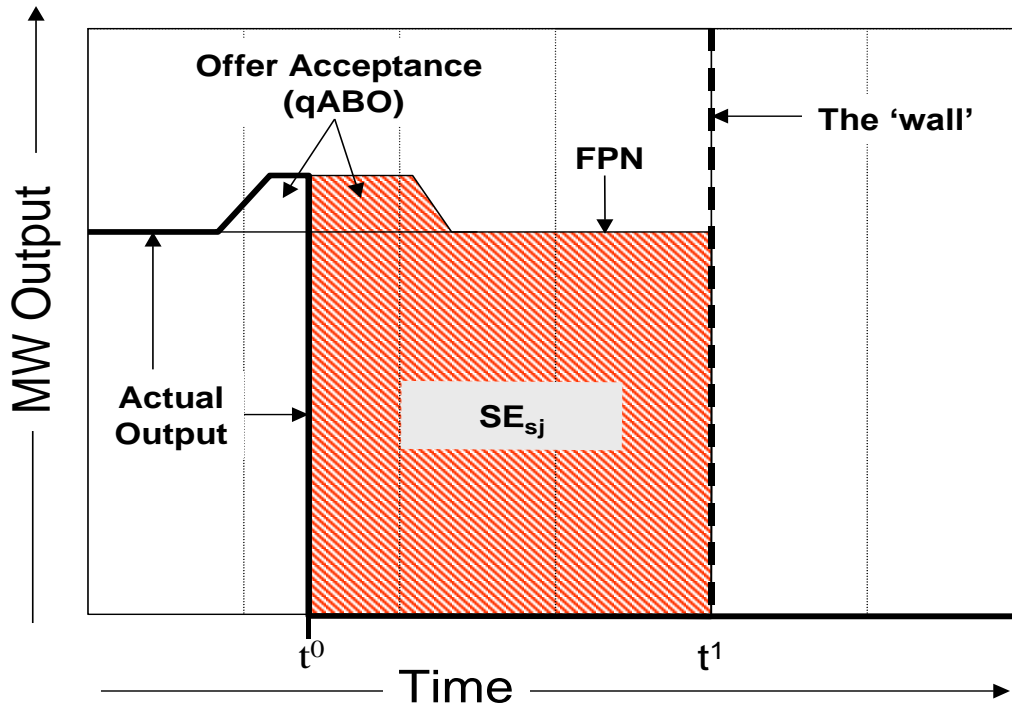 Offer Acceptance
(qABO)
The ‘wall’
FPN
MW Output
Actual
Output
SEsj
t0
t1
Time